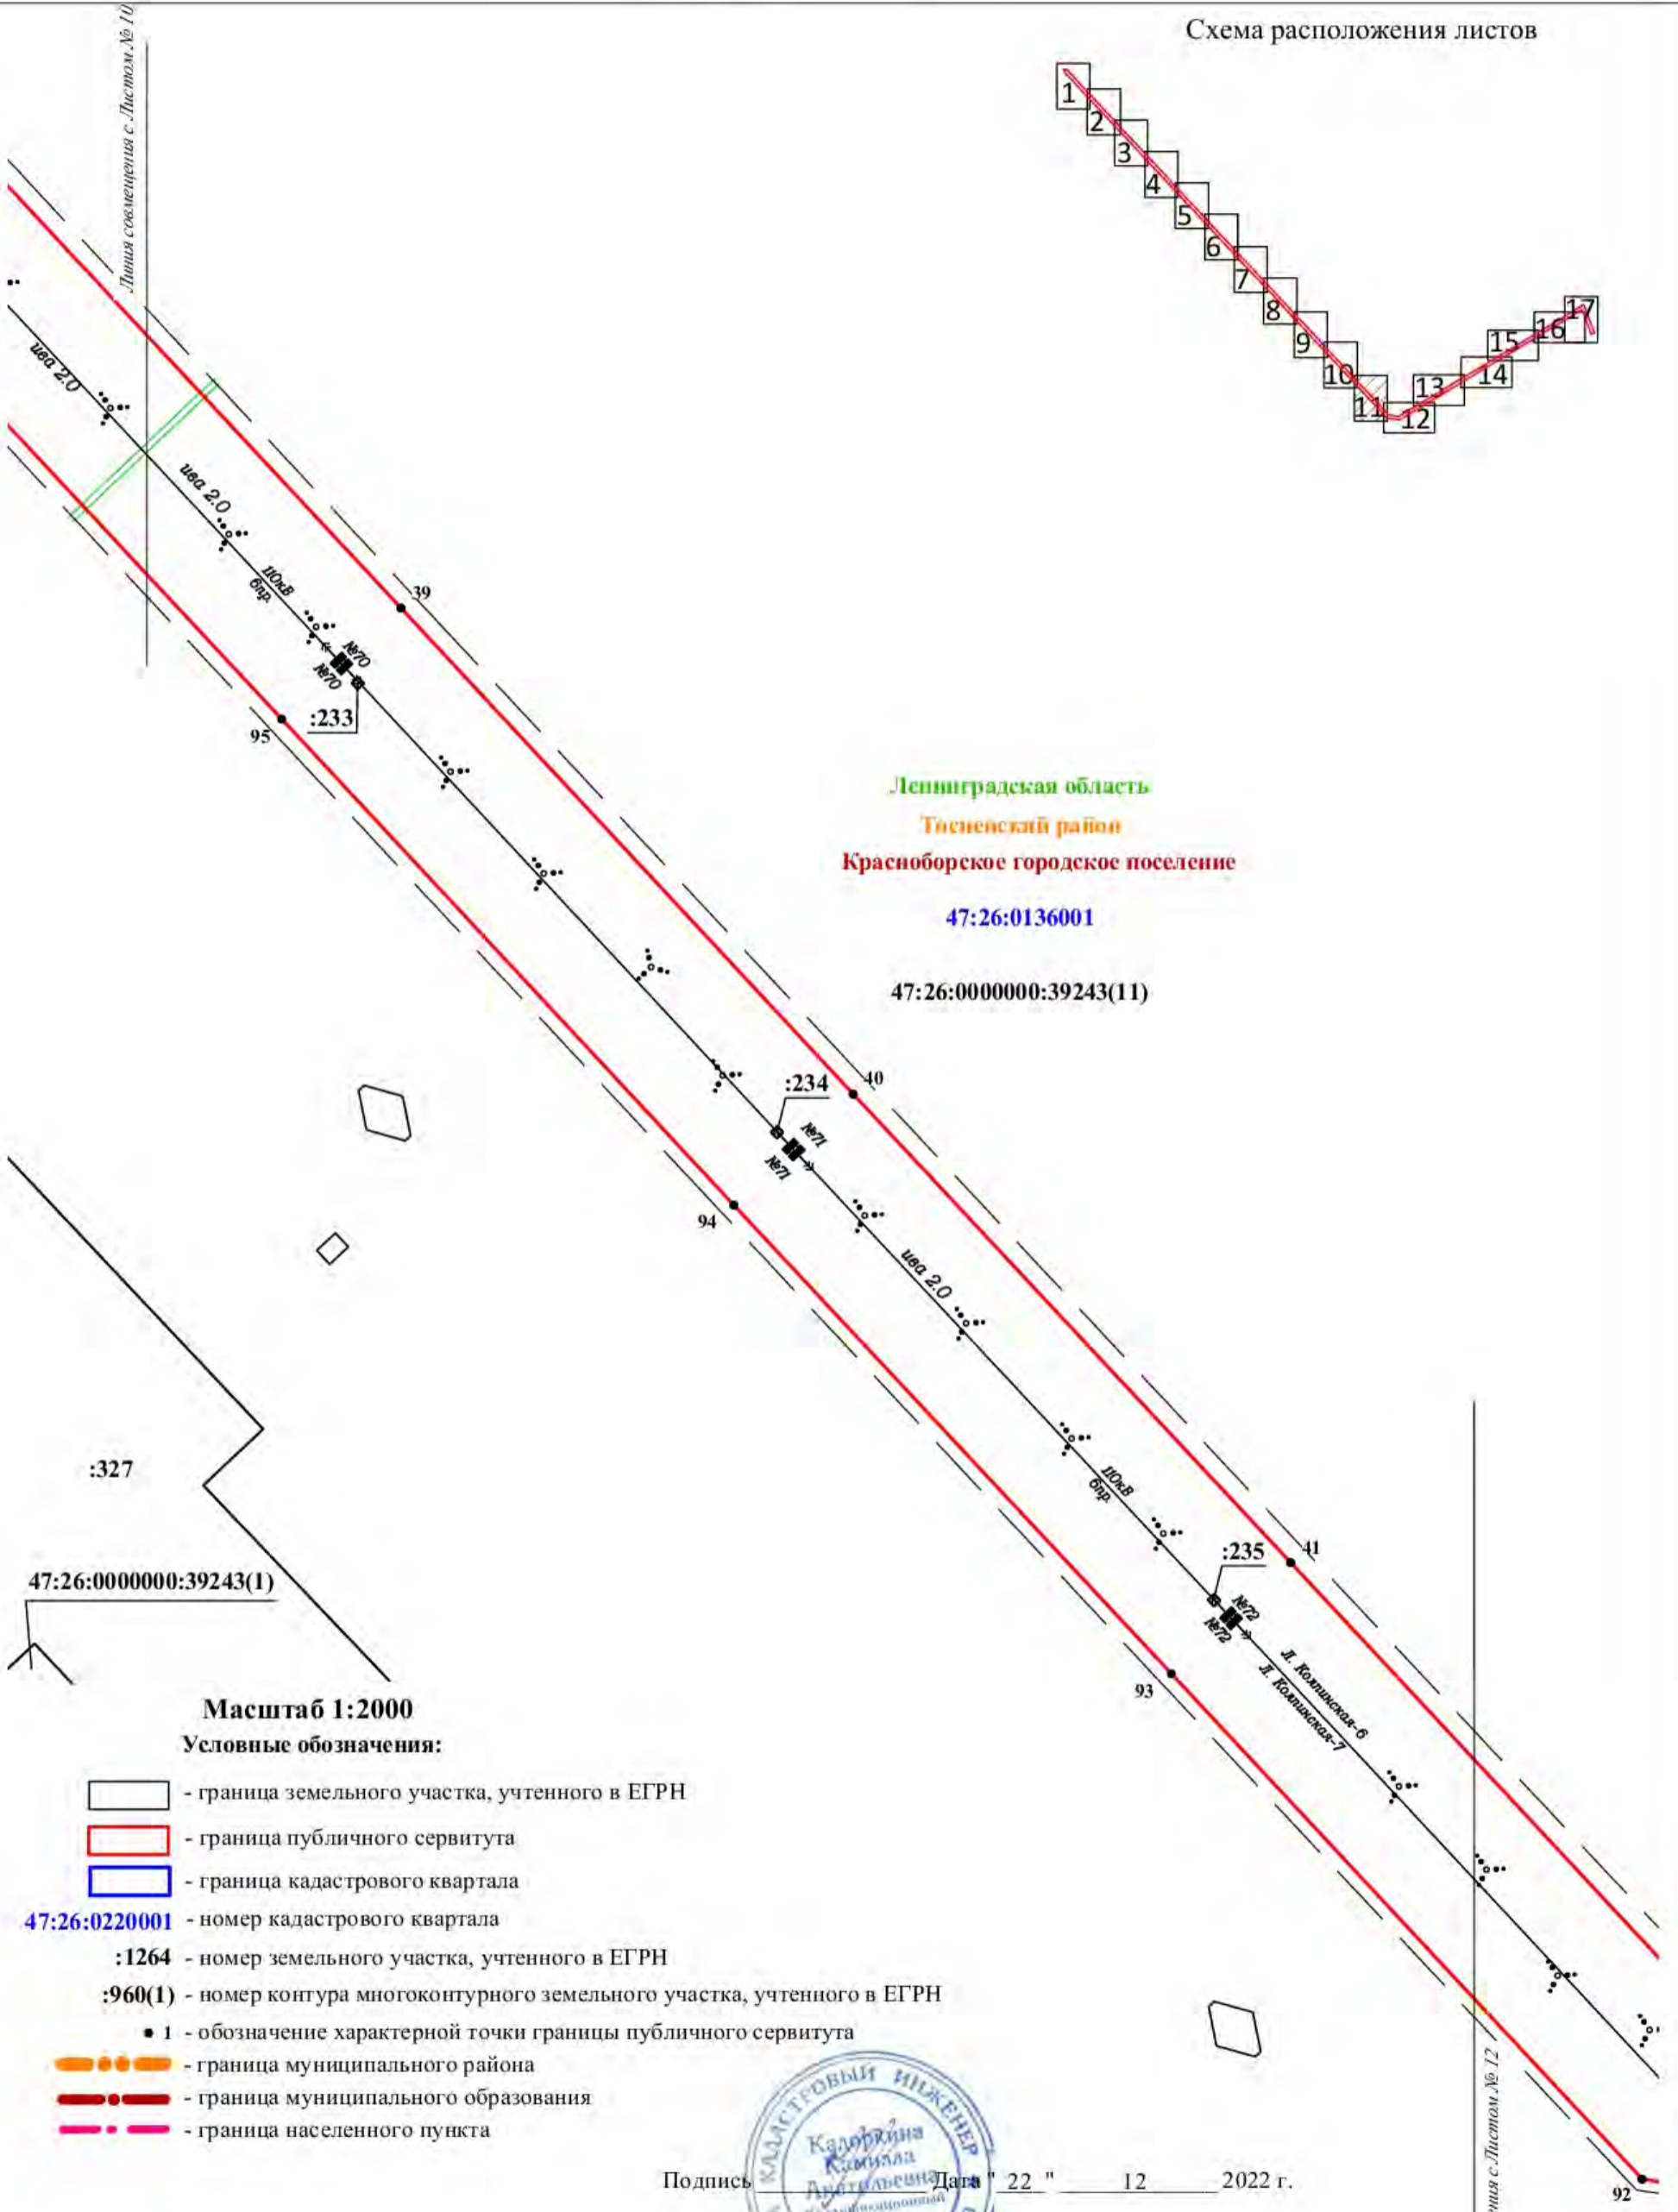 Схема расположения листов
1
2
3
4
5
6
7
8
9
10
11
12
13
14
15
16
17
Линия совмещения с Листом № 10
ива 2.0
ива 2.0
110кВ
6пр.
№70
№70
:233
39
95
Ленинградская область
Тосненский район
Красноборское городское поселение
47:26:0136001
47:26:0000000:39243(11)
:234
40
№71
№71
94
ива 2.0
110кВ
6пр.
:235
41
№72
№72
93
Л. Колпинская-6
Л. Колпинская-7
:327
47:26:0000000:39243(1)
Масштаб 1:2000
Условные обозначения:
- граница земельного участка, учтенного в ЕГРН
- граница публичного сервитута
- граница кадастрового квартала
47:26:0220001 - номер кадастрового квартала
:1264 - номер земельного участка, учтенного в ЕГРН
:960(1) - номер контура многоконтурного земельного участка, учтенного в ЕГРН
1 - обозначение характерной точки границы публичного сервитута
- граница муниципального района
- граница муниципального образования
- граница населенного пункта
КАДАСТРОВЫЙ ИНЖЕНЕР
Калоркина
Камилла
Анатольевна
Подпись Дата " 22 " 12 2022 г.
с Листом № 12
92